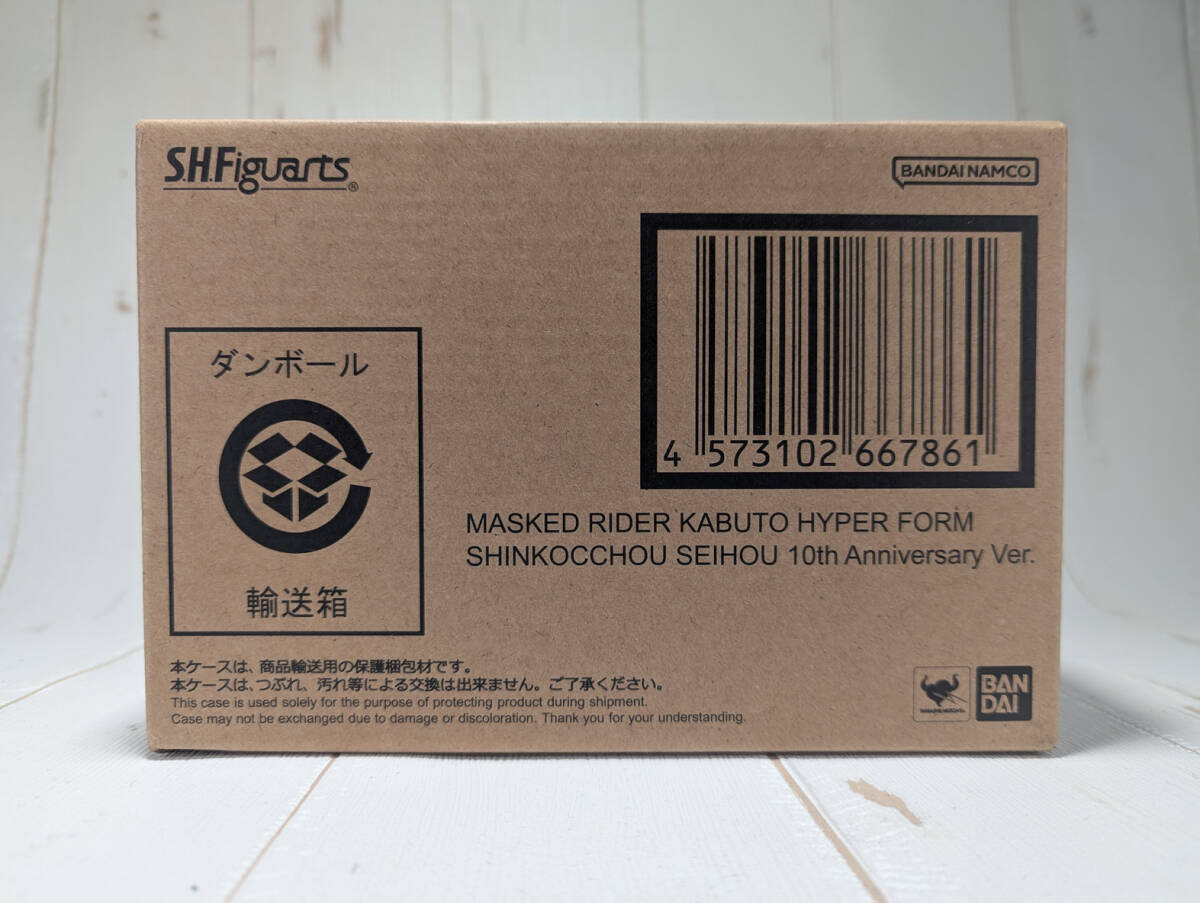 S.H.Figuarts®
BANDAI NAMCO
4 573102 667861
ダンボール
輸送箱
MASKED RIDER KABUTO HYPER FORM
SHINKOCCHOU SEIHOU 10th Anniversary Ver.
本ケースは、商品輸送用の保護梱包材です。
本ケースは、つぶれ、汚れ等による交換は出来ません。ご了承ください。
This case is used solely for the purpose of protecting product during shipment.
Case may not be exchanged due to damage or discoloration. Thank you for your understanding.
BAN
DAI